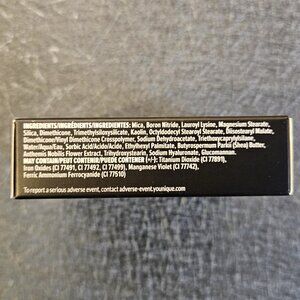 INGREDIENTS/INGRÉDIENTS/INGREDIENTES: Mica, Boron Nitride, Lauroyl Lysine, Magnesium Stearate,
Silica, Dimethicone, Trimethylsiloxysilicate, Kaolin, Octyldodecyl Stearoyl Stearate, Diisostearyl Malate,
Dimethicone/Vinyl Dimethicone Crosspolymer, Sodium Dehydroacetate, Triethoxycaprylylsilane,
Water/Aqua/Eau, Sorbic Acid/Acido/Acide, Ethylhexyl Palmitate, Butyrospermum Parkii (Shea) Butter,
Anthemis Nobilis Flower Extract, Trihydroxystearin, Sodium Hyaluronate, Glucomannan.
MAY CONTAIN/PEUT CONTENIR/PUEDE CONTENER (+/-): Titanium Dioxide (CI 77891),
Iron Oxides (CI 77491, CI 77492, CI 77499), Manganese Violet (CI 77742),
Ferric Ammonium Ferrocyanide (CI 77510)
To report a serious adverse event, contact adverse-event.younique.com